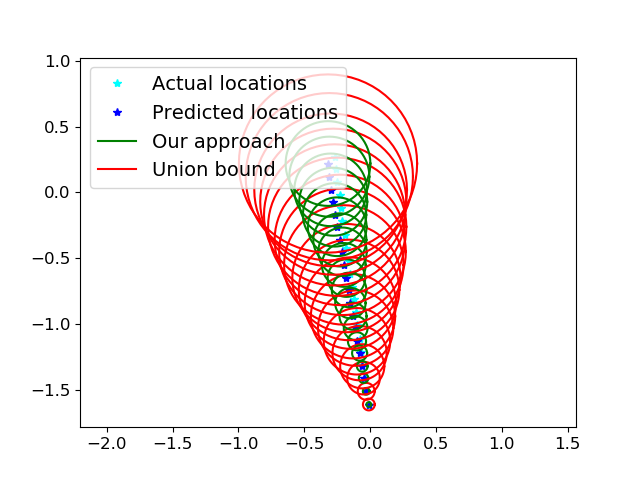 1.0
0.5
0.0
−0.5
−1.0
−1.5
Actual locations
Predicted locations
Our approach
Union bound
−2.0 −1.5 −1.0 −0.5 0.0 0.5 1.0 1.5